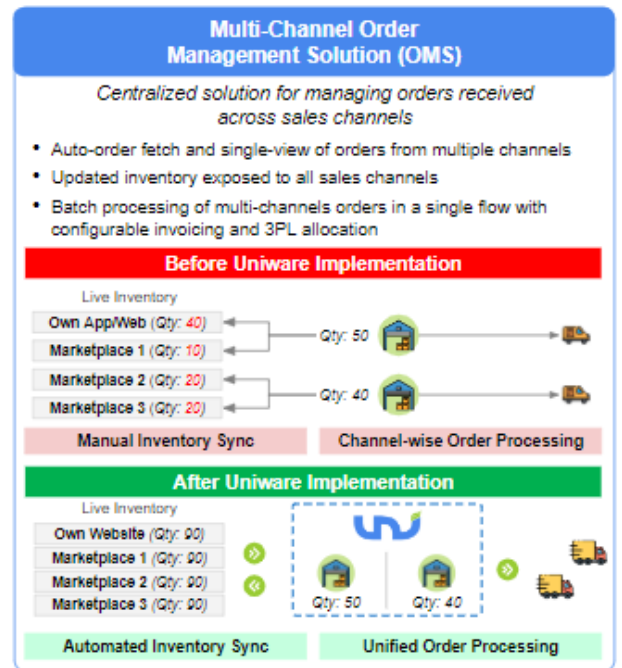 Multi-Channel Order
Management Solution (OMS)
Centralized solution for managing orders received
across sales channels
• Auto-order fetch and single-view of orders from multiple channels
• Updated inventory exposed to all sales channels
• Batch processing of multi-channels orders in a single flow with
configurable invoicing and 3PL allocation
Before Uniware Implementation
Live Inventory
Own App/Web (Qty: 40)
Marketplace 1 (Qty: 10)
Qty: 50
Marketplace 2 (Qty: 20)
Marketplace 3 (Qty: 20)
Qty: 40
Manual Inventory Sync
Channel-wise Order Processing
After Uniware Implementation
Live Inventory
Own Website (Qty: 90)
Marketplace 1 (Qty: 90)
Marketplace 2 (Qty: 90)
Marketplace 3 (Qty: 90)
uni
Qty: 50
Qty: 40
Automated Inventory Sync
Unified Order Processing